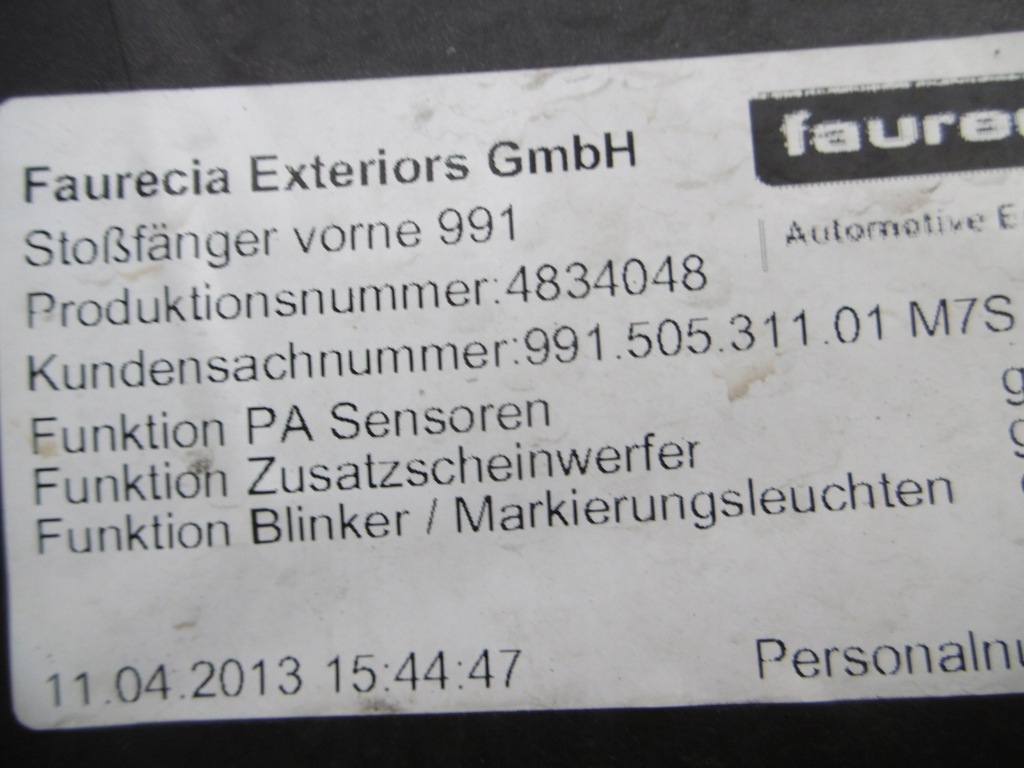 Faurecia Exteriors GmbH
Stoßfänger vorne 991
Produktionsnummer:4834048
Kundensachnummer:991.505.311.01 M7S
Funktion PA Sensoren
Funktion Zusatzscheinwerfer
Funktion Blinker / Markierungsleuchten
11.04.2013 15:44:47
Automotive